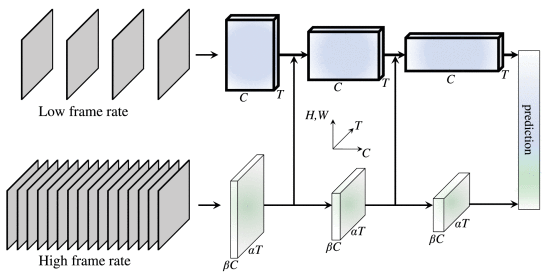 Low frame rate
C
T
C
T
C
T
H,W
T
C
prediction
High frame rate
βC
αT
βC
αT
βC
αT